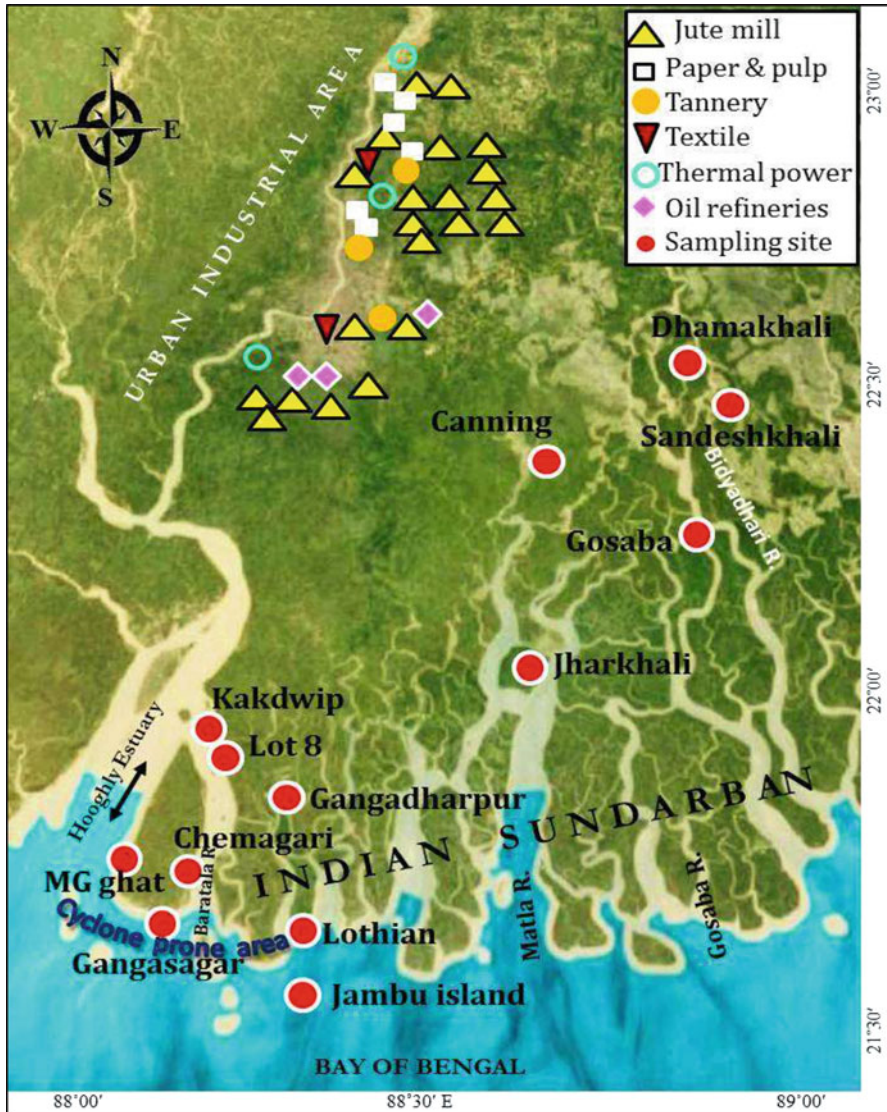 N
W E
S
Jute mill
Paper & pulp
Tannery
Textile
Thermal power
Oil refineries
Sampling site
URBAN INDUSTRIAL AREA
23°00'
22°30'
22°00'
21°30'
Dhamakhali
Canning
Sandeshkhali
Bidyadhari R.
Gosaba
Jharkhali
Kakdwip
Lot 8
Hooghly Estuary
Gangadharpur
INDIAN SUNDARBAN
Chemagari
MG ghat
Baratala R.
Matla R.
Gosaba R.
Cyclone prone area
Lothian
Gangasagar
Jambu island
BAY OF BENGAL
88°00'
88°30' E
89°00'